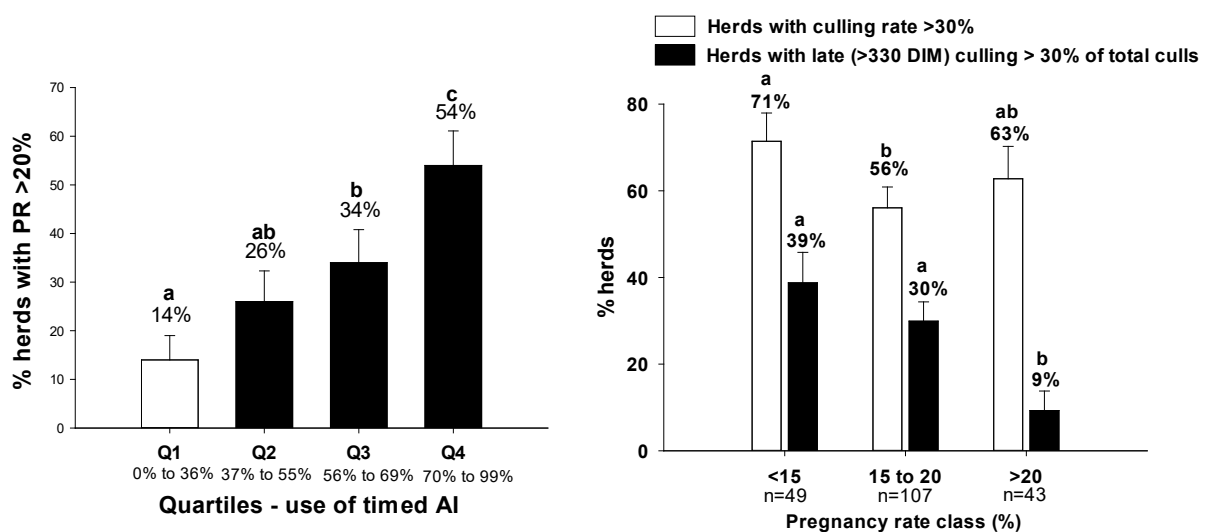 % herds with PR >20%
70
60
50
40
30
20
10
0
a
14%
ab
26%
b
34%
c
54%
Q1
Q2
Q3
Q4
0% to 36%
37% to 55%
56% to 69%
70% to 99%
Quartiles - use of timed AI
Herds with culling rate >30%
Herds with late (>330 DIM) culling > 30% of total culls
% herds
80
60
40
20
0
a
71%
a
39%
b
56%
a
30%
ab
63%
b
9%
<15
15 to 20
>20
n=49
n=107
n=43
Pregnancy rate class (%)